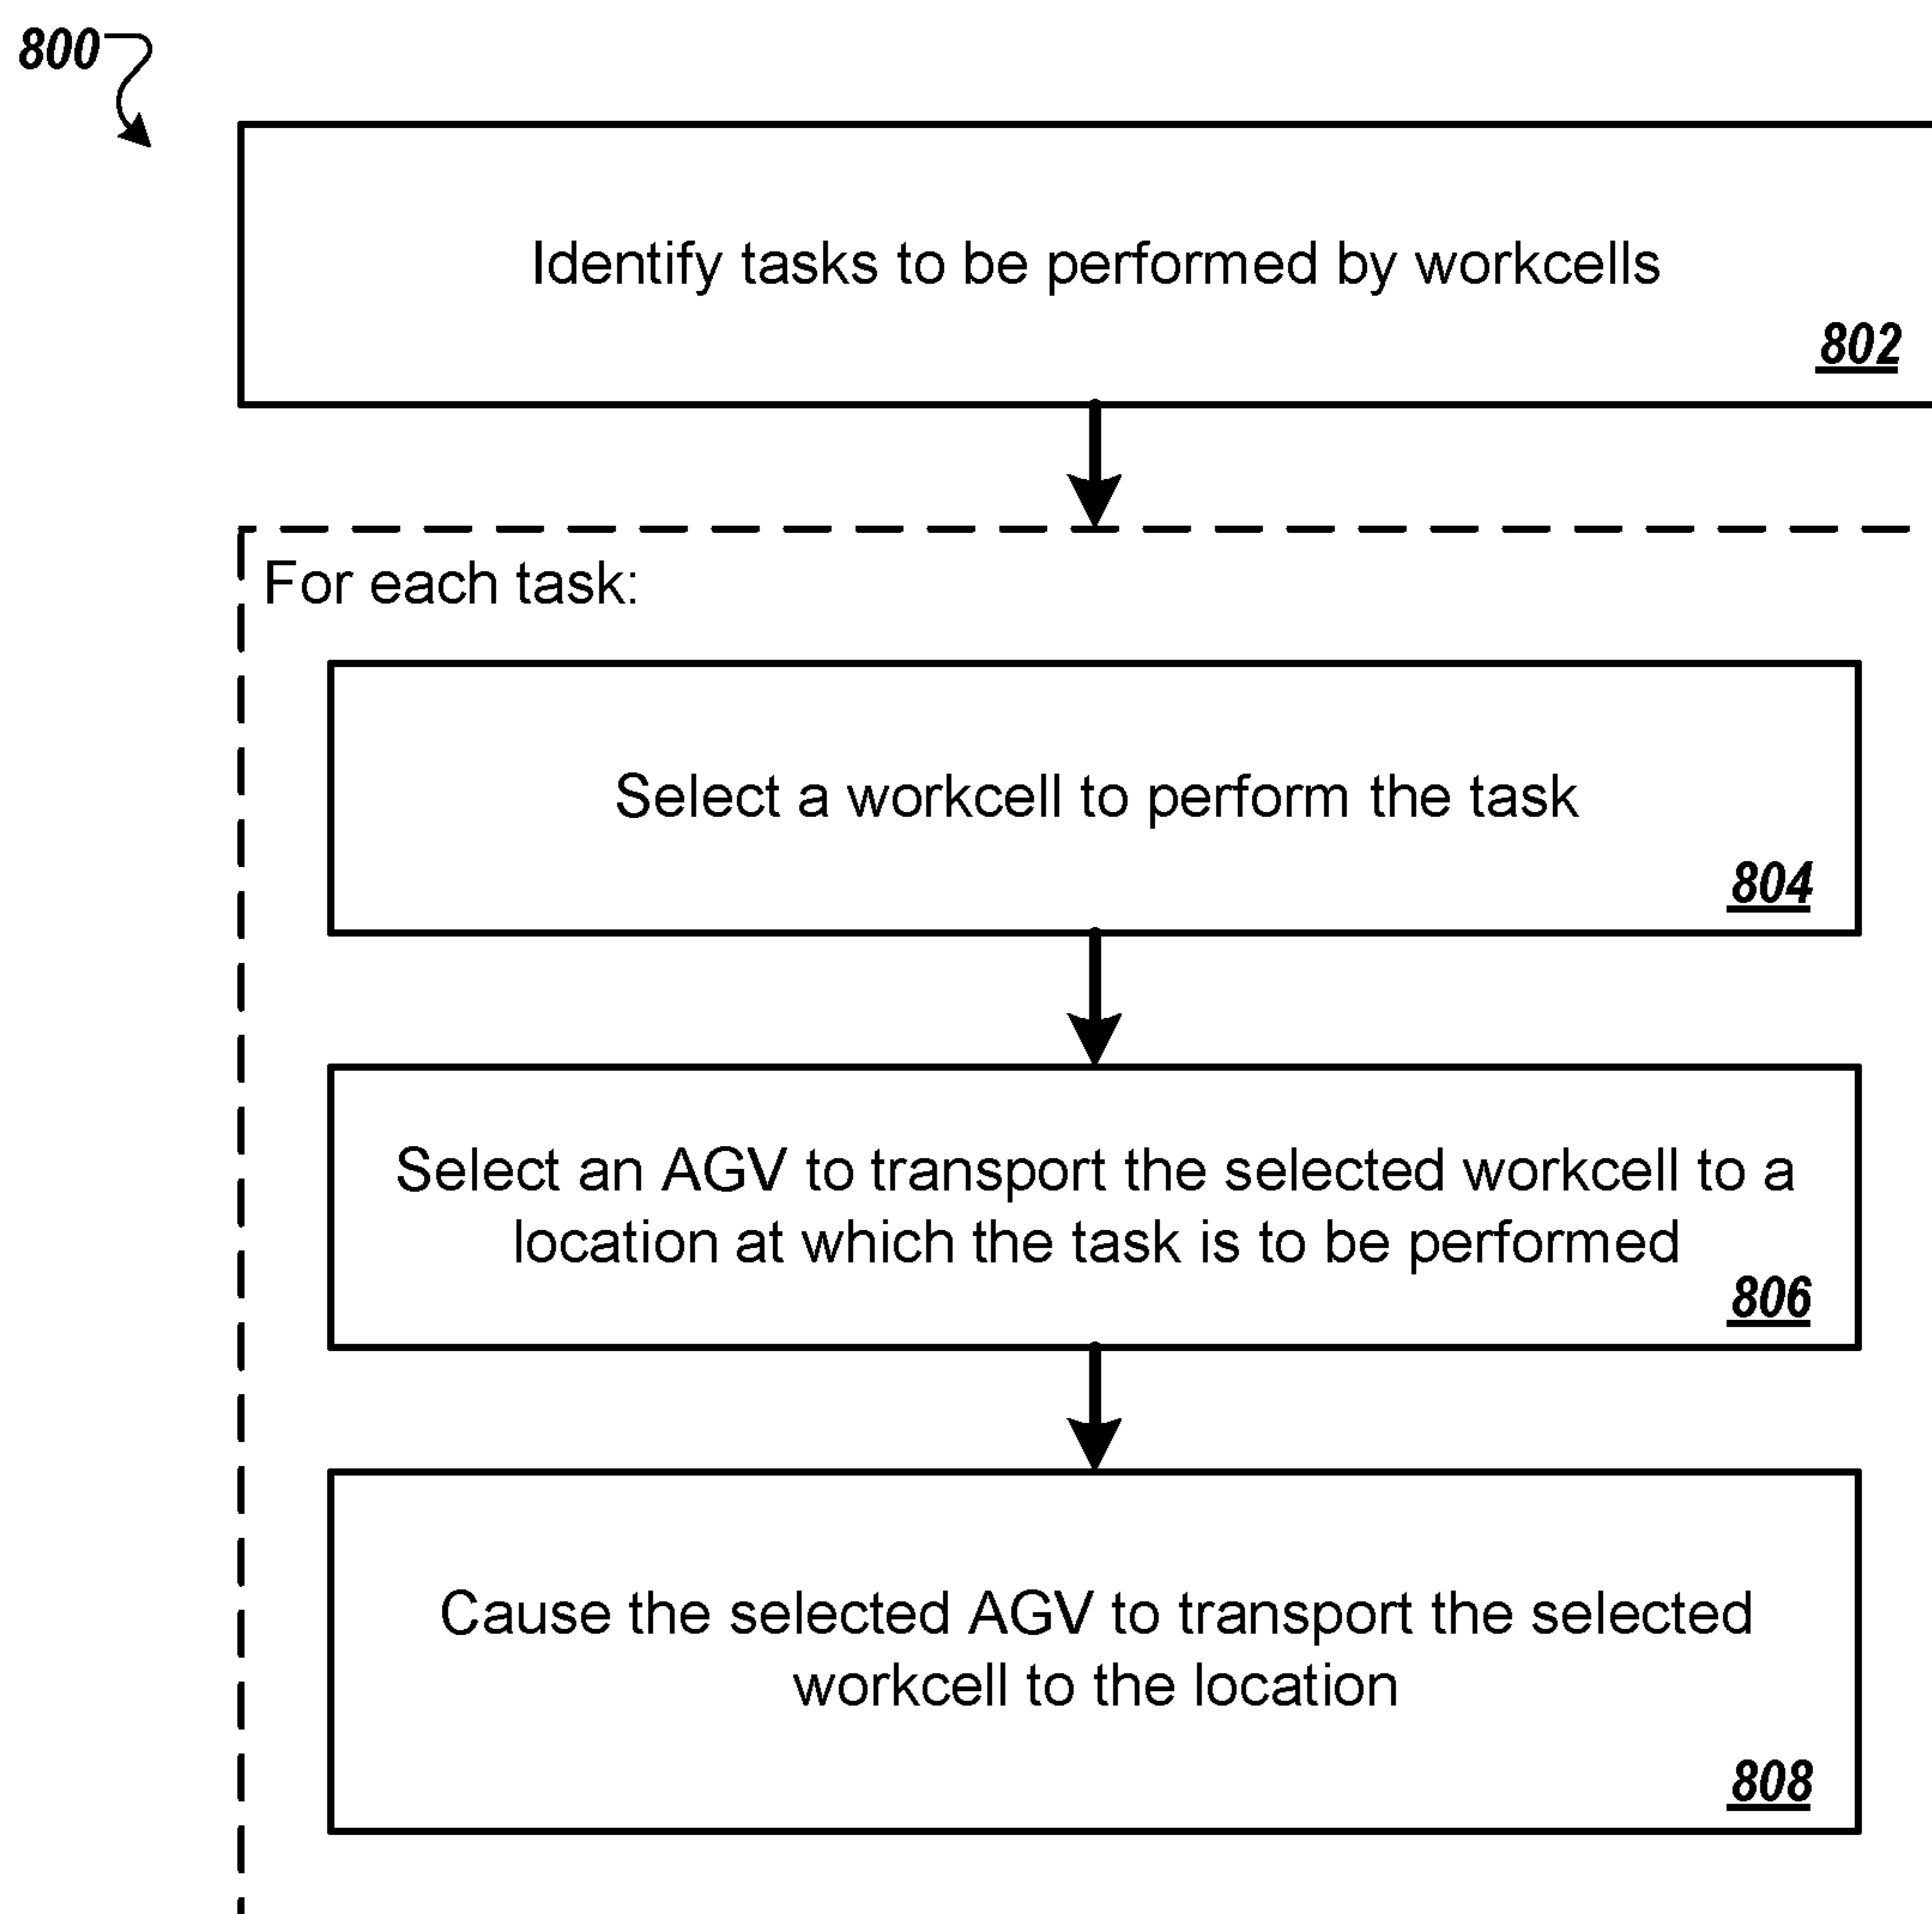 800
Identify tasks to be performed by workcells
802
For each task:
Select a workcell to perform the task
804
Select an AGV to transport the selected workcell to a
location at which the task is to be performed
806
Cause the selected AGV to transport the selected
workcell to the location
808